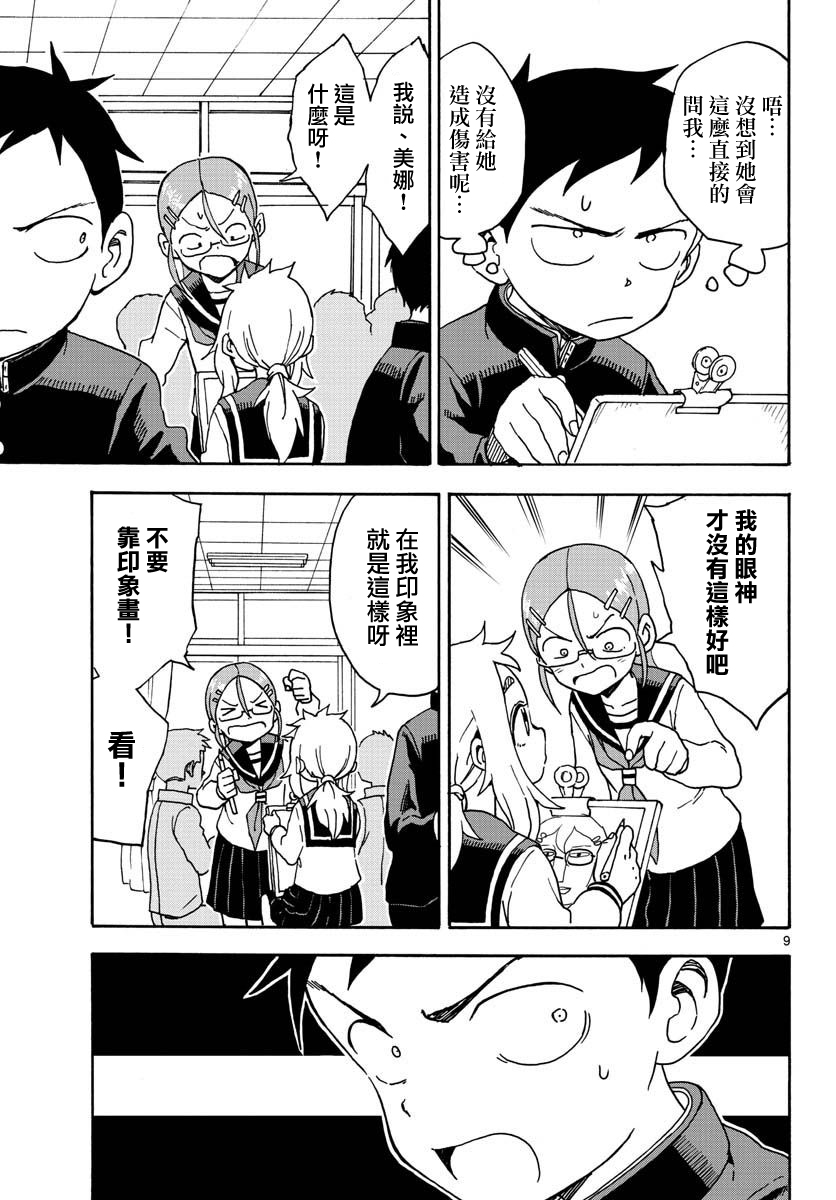 唔…
沒想到她會
這麼直接的
問我…
沒有給她
造成傷害呢…
我説、美娜！
這是
什麼呀！
我的眼神
才沒有這樣好吧
在我印象裡
就是這樣呀
不要
靠印象畫！
看！
9